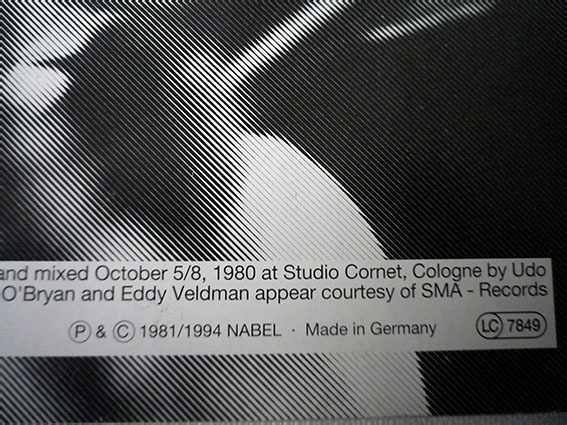 and mixed October 5/8, 1980 at Studio Cornet, Cologne by Udo
O'Bryan and Eddy Veldman appear courtesy of SMA - Records
Ⓟ & © 1981/1994 NABEL · Made in Germany LC 7849